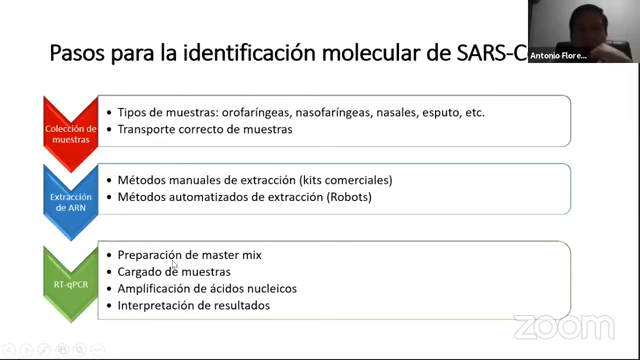 Pasos para la identificación molecular de SARS-C
Antonio Flore...
Colección de
muestras
• Tipos de muestras: orofaríngeas, nasofaríngeas, nasales, esputo, etc.
• Transporte correcto de muestras
Extracción
de ARN
• Métodos manuales de extracción (kits comerciales)
• Métodos automatizados de extracción (Robots)
RT-qPCR
• Preparación de master mix
• Cargado de muestras
• Amplificación de ácidos nucleicos
• Interpretación de resultados
zoom